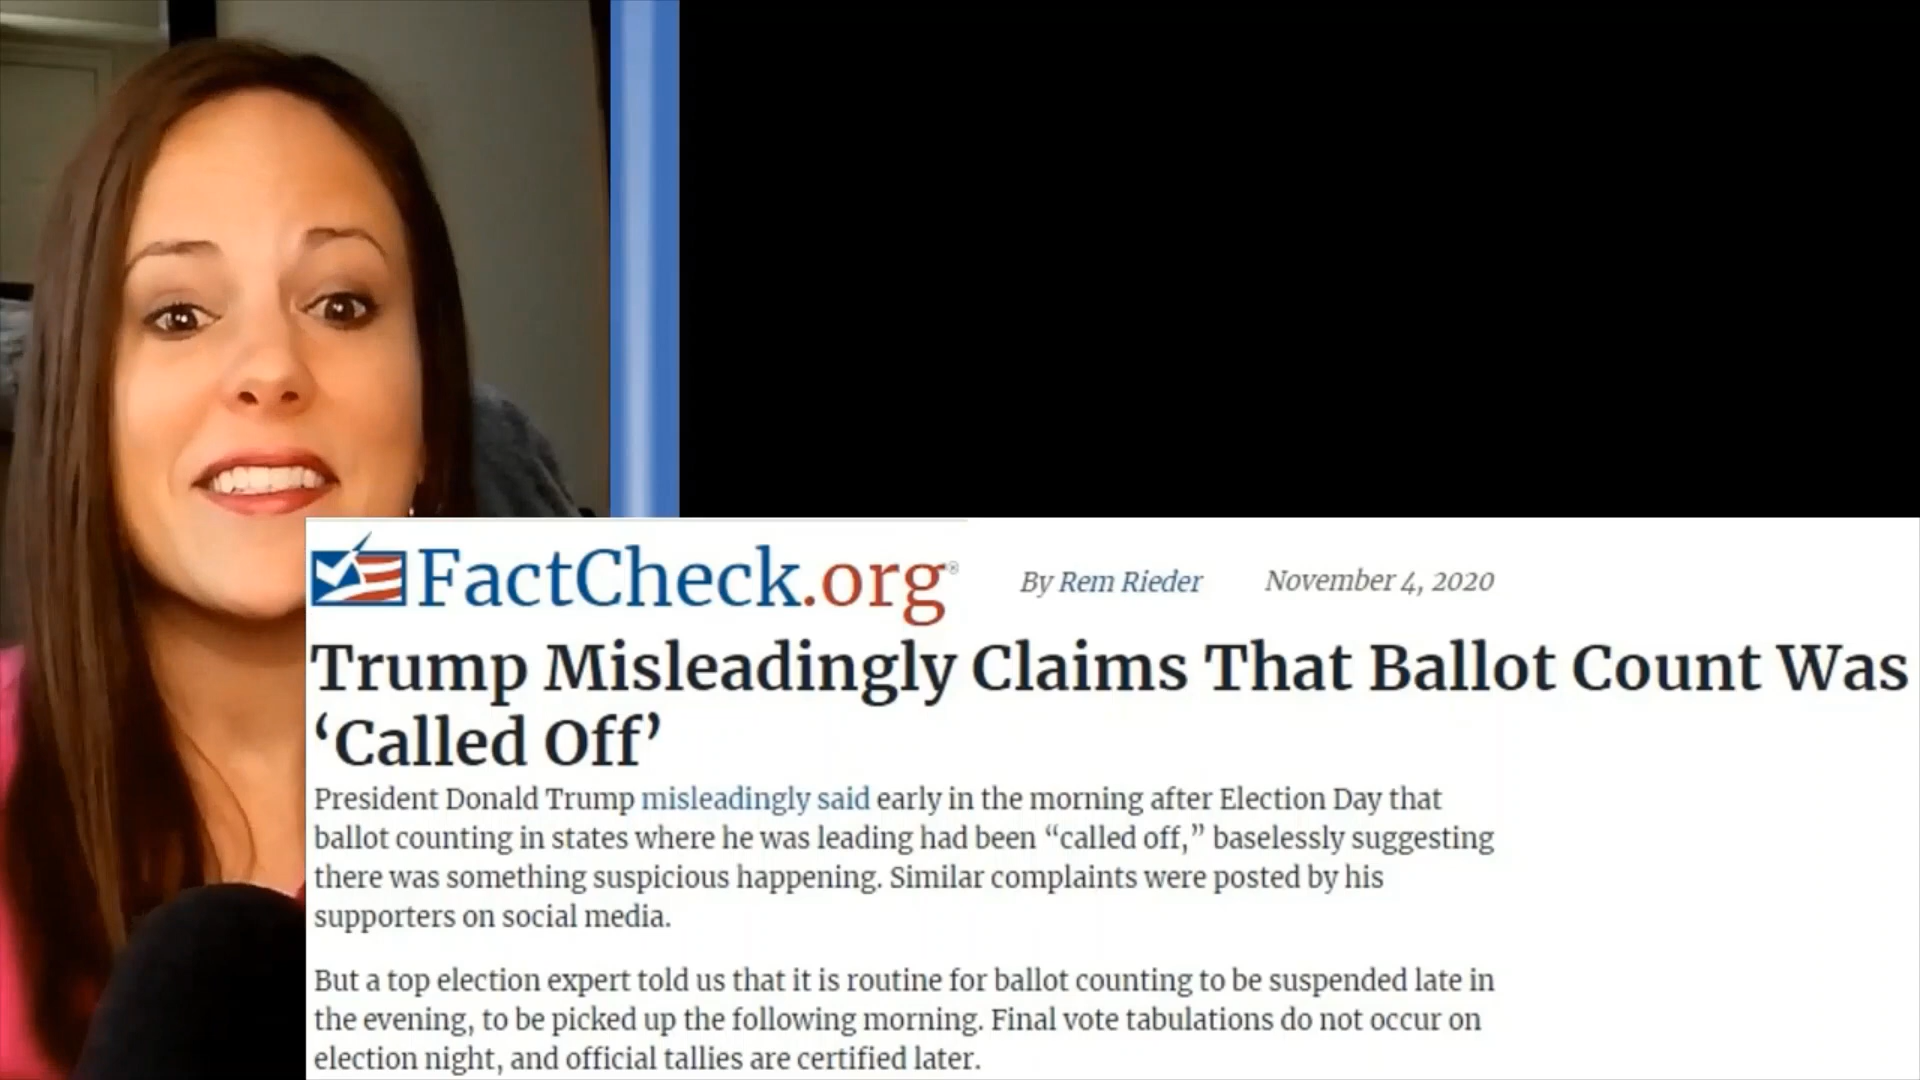 FactCheck.org®
By Rem Rieder November 4, 2020
Trump Misleadingly Claims That Ballot Count Was
‘Called Off’
President Donald Trump misleadingly said early in the morning after Election Day that
ballot counting in states where he was leading had been “called off,” baselessly suggesting
there was something suspicious happening. Similar complaints were posted by his
supporters on social media.
But a top election expert told us that it is routine for ballot counting to be suspended late in
the evening, to be picked up the following morning. Final vote tabulations do not occur on
election night, and official tallies are certified later.